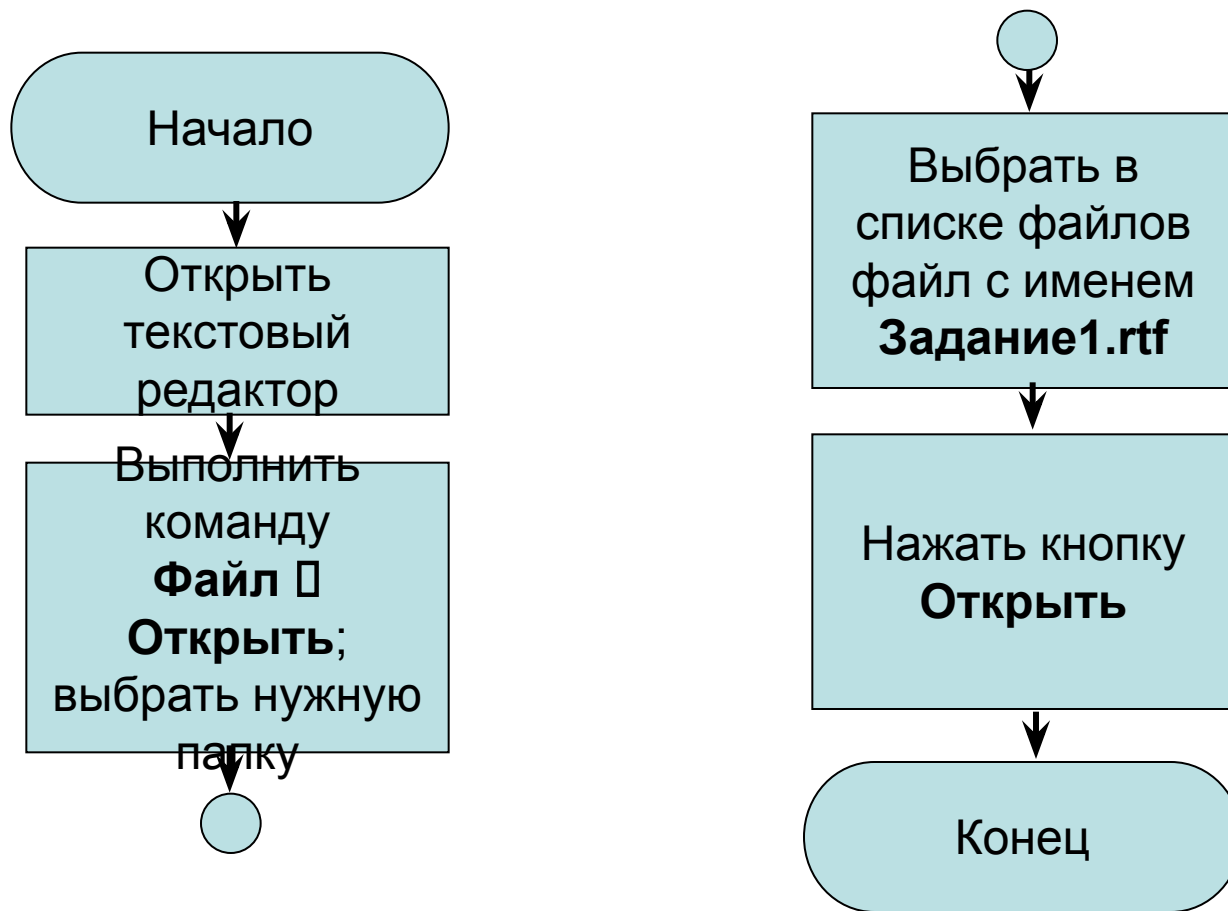 Начало
Открыть
текстовый
редактор
Выполнить
команду
Файл 
Открыть;
выбрать нужную
папку
Выбрать в
списке файлов
файл с именем
Задание1.rtf
Нажать кнопку
Открыть
Конец